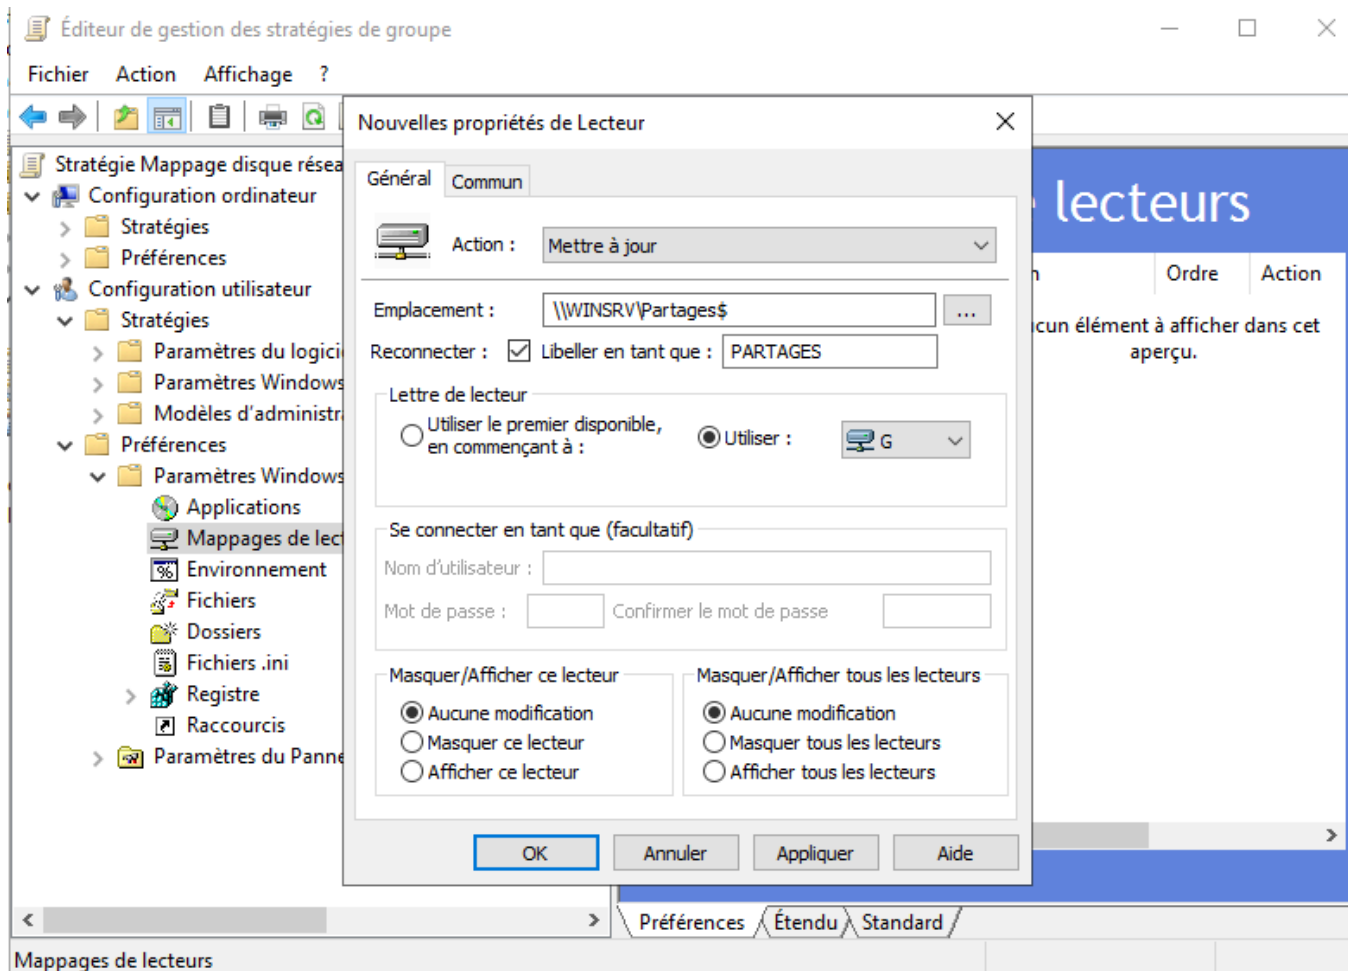 Éditeur de gestion des stratégies de groupe
Fichier Action Affichage ?
Stratégie Mappage disque résea
Configuration ordinateur
Stratégies
Préférences
Configuration utilisateur
Stratégies
Paramètres du logici
Paramètres Windows
Modèles d'administra
Préférences
Paramètres Windows
Applications
Mappages de lect
Environnement
Fichiers
Dossiers
Fichiers .ini
Registre
Raccourcis
Paramètres du Panne
Nouvelles propriétés de Lecteur
Général Commun
Action : Mettre à jour
Emplacement : \\WINSRV\Partages$ ...
Reconnecter : Libeller en tant que : PARTAGES
Lettre de lecteur
Utiliser le premier disponible,
en commençant à :
Utiliser : G
Se connecter en tant que (facultatif)
Nom d'utilisateur :
Mot de passe : Confirmer le mot de passe
Masquer/Afficher ce lecteur
Aucune modification
Masquer ce lecteur
Afficher ce lecteur
Masquer/Afficher tous les lecteurs
Aucune modification
Masquer tous les lecteurs
Afficher tous les lecteurs
OK Annuler Appliquer Aide
lecteurs
Ordre Action
ucun élément à afficher dans cet
aperçu.
Préférences Étendu Standard
Mappages de lecteurs